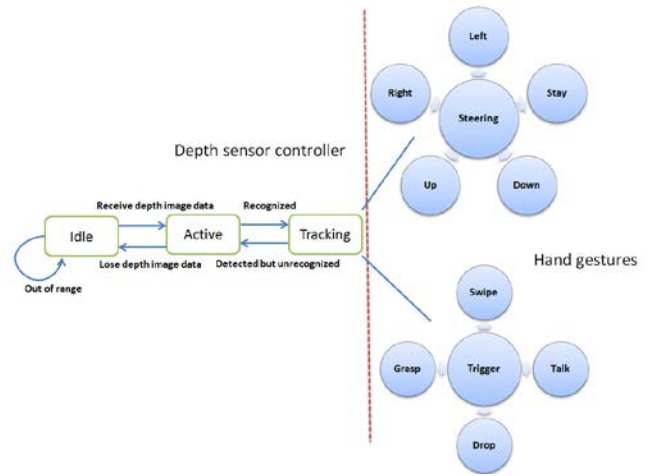 Depth sensor controller
Receive depth image data
Recognized
Idle
Active
Tracking
Lose depth image data
Detected but unrecognized
Out of range
Left
Right
Stay
Steering
Up
Down
Hand gestures
Swipe
Grasp
Trigger
Talk
Drop